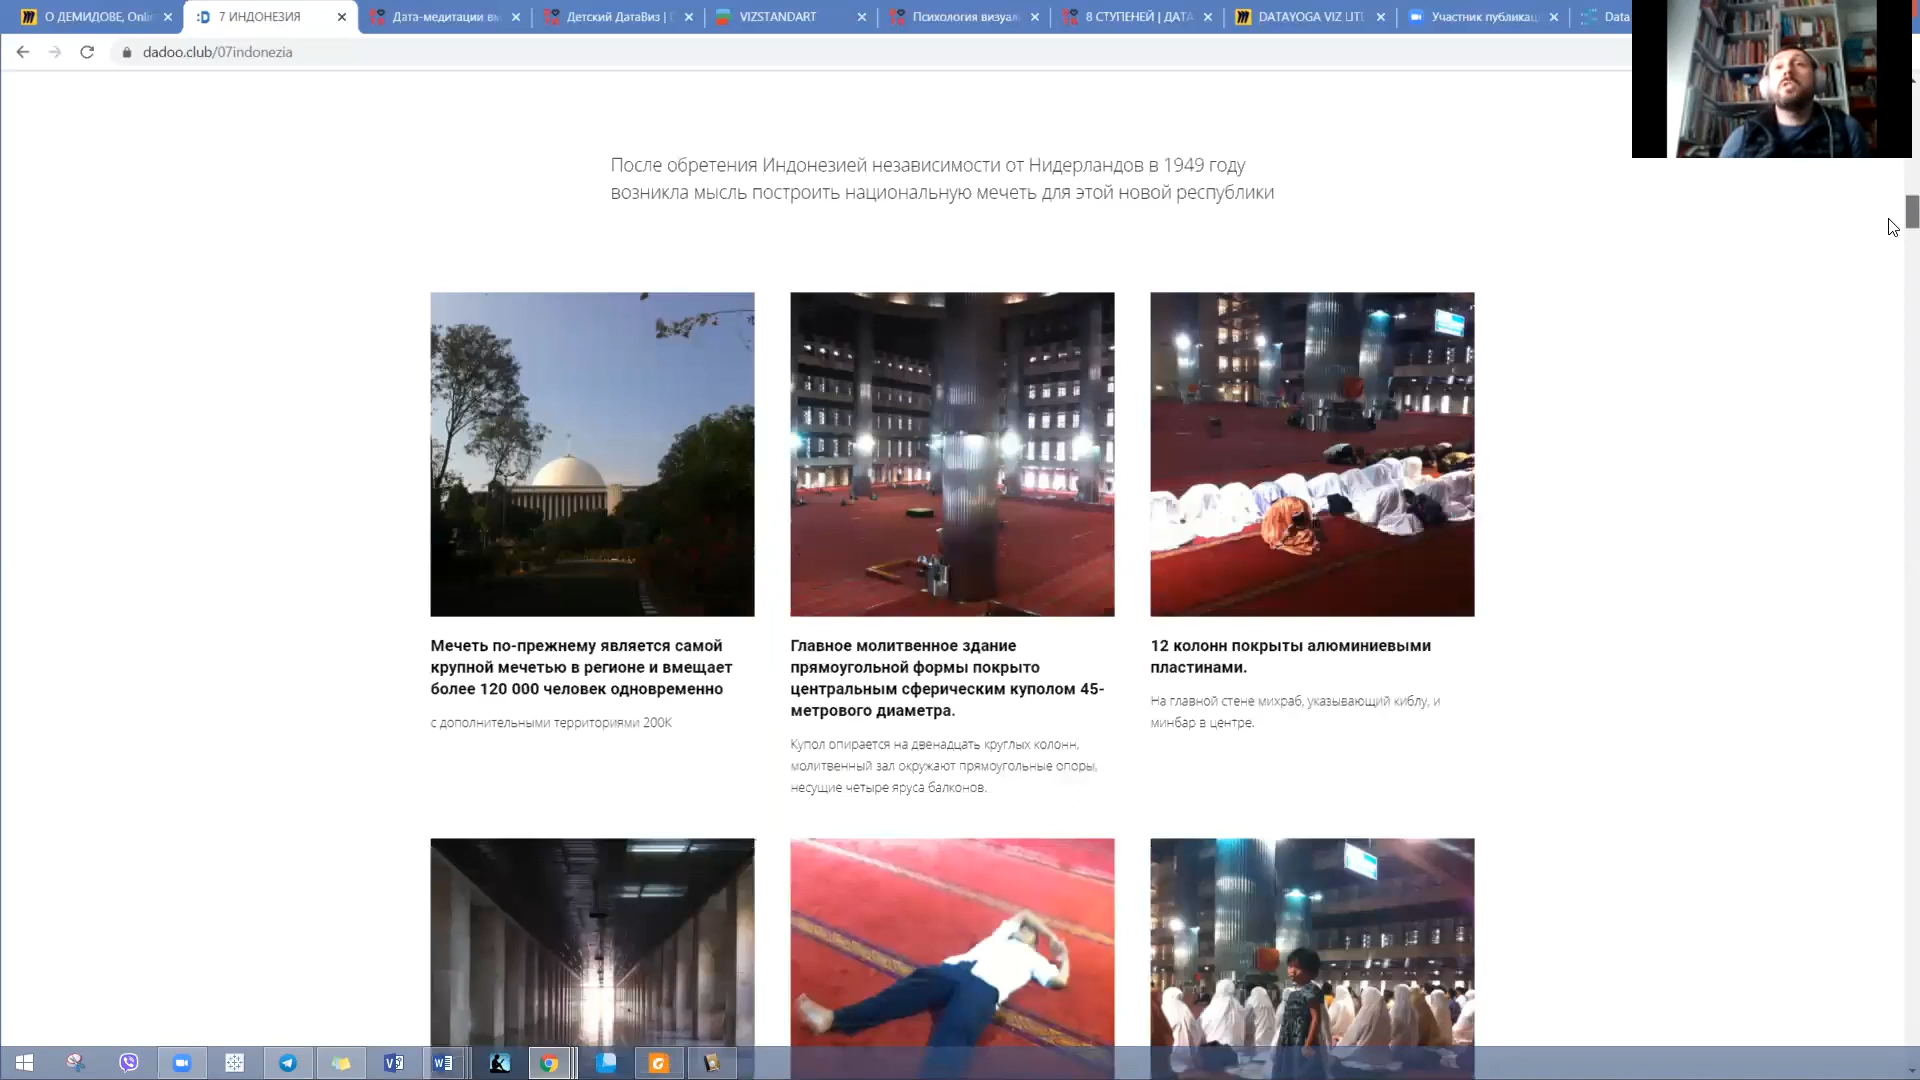 О ДЕМИДОВЕ, Onlin
7 ИНДОНЕЗИЯ
Дата-медитации вм
Детский ДатаВиз | D
VIZSTANDART
Психология визуал
8 СТУПЕНЕЙ | ДАТА
DATAYOGA VIZ LITE
Участник публикац
Data
dadoo.club/07indonezia
После обретения Индонезией независимости от Нидерландов в 1949 году
возникла мысль построить национальную мечеть для этой новой республики
Мечеть по-прежнему является самой
крупной мечетью в регионе и вмещает
более 120 000 человек одновременно
с дополнительными территориями 200К
Главное молитвенное здание
прямоугольной формы покрыто
центральным сферическим куполом 45-
метрового диаметра.
Купол опирается на двенадцать круглых колонн,
молитвенный зал окружают прямоугольные опоры,
несущие четыре яруса балконов.
12 колонн покрыты алюминиевыми
пластинами.
На главной стене михраб, указывающий киблу, и
минбар в центре.